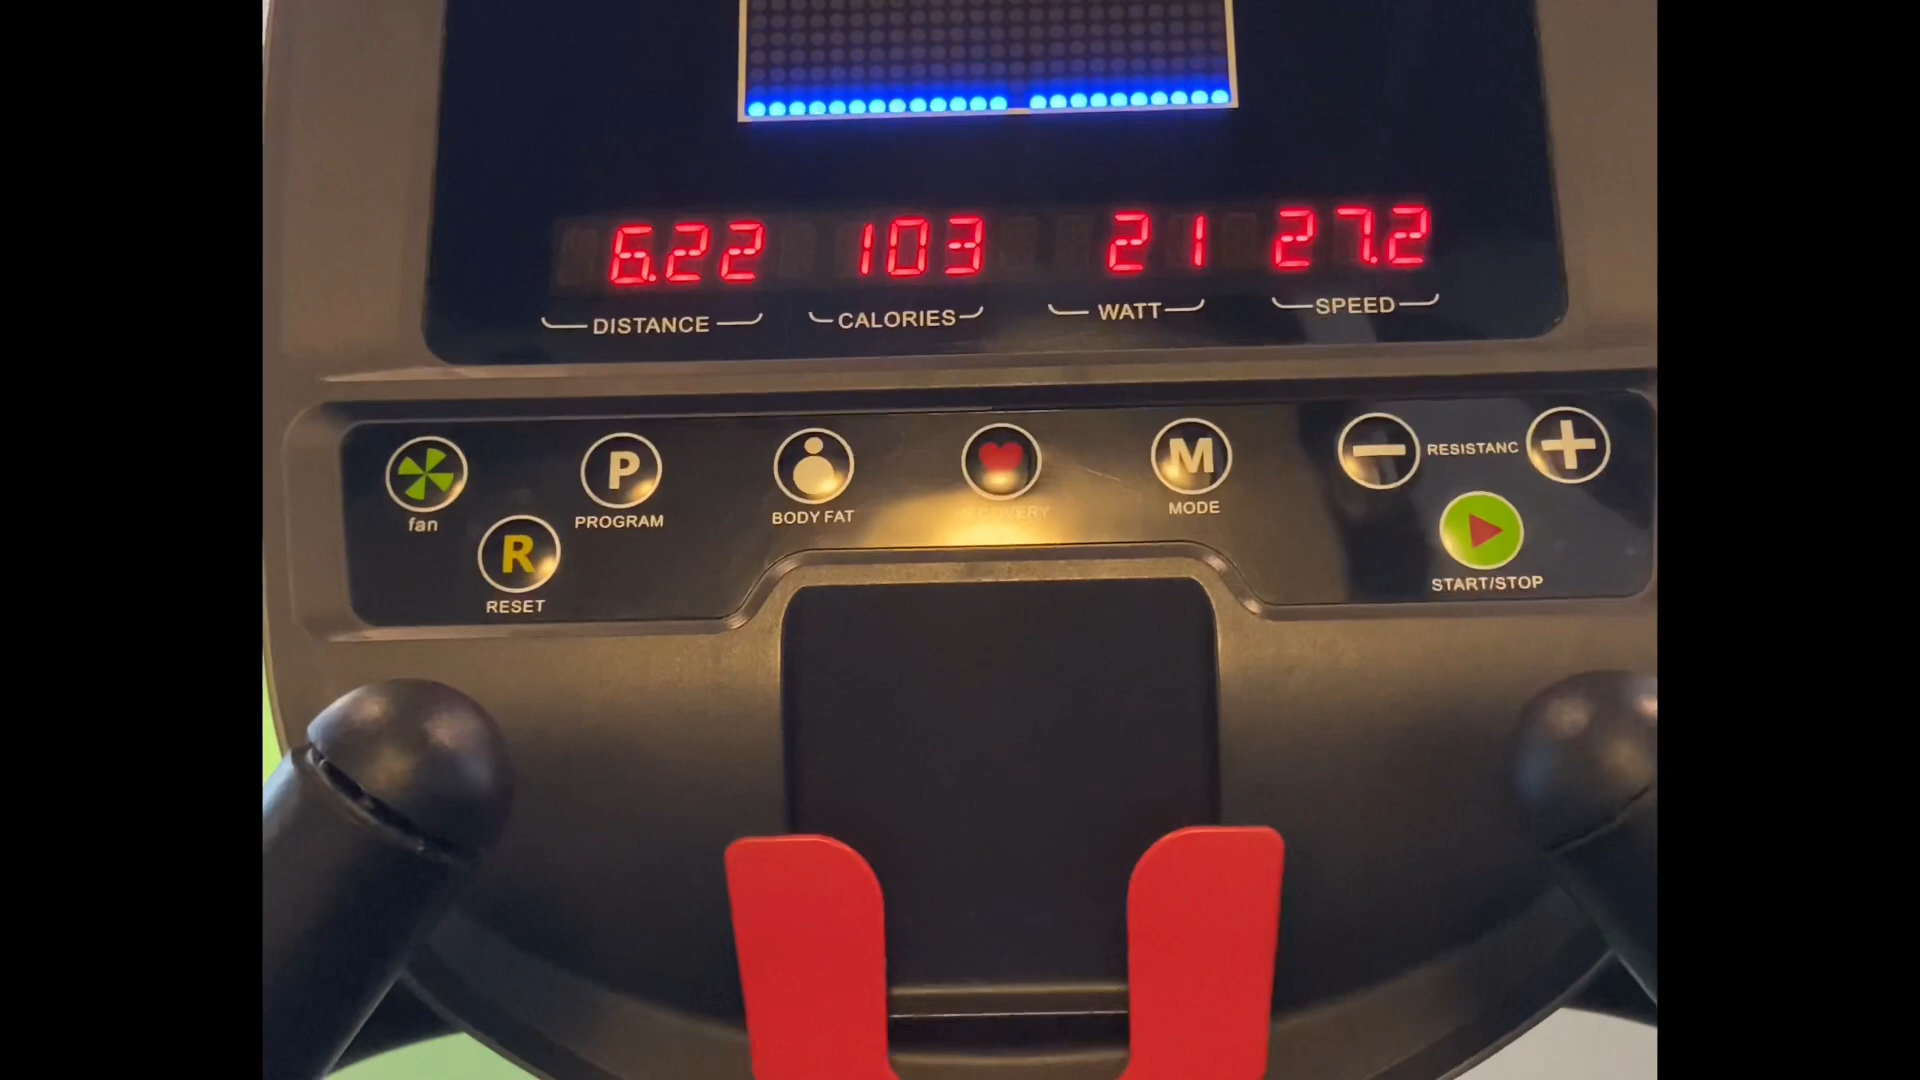 6.22 103 21 27.2
DISTANCE CALORIES WATT SPEED
fan
P
PROGRAM
BODY FAT
RECOVERY
M
MODE
RESISTANC
R
RESET
START/STOP